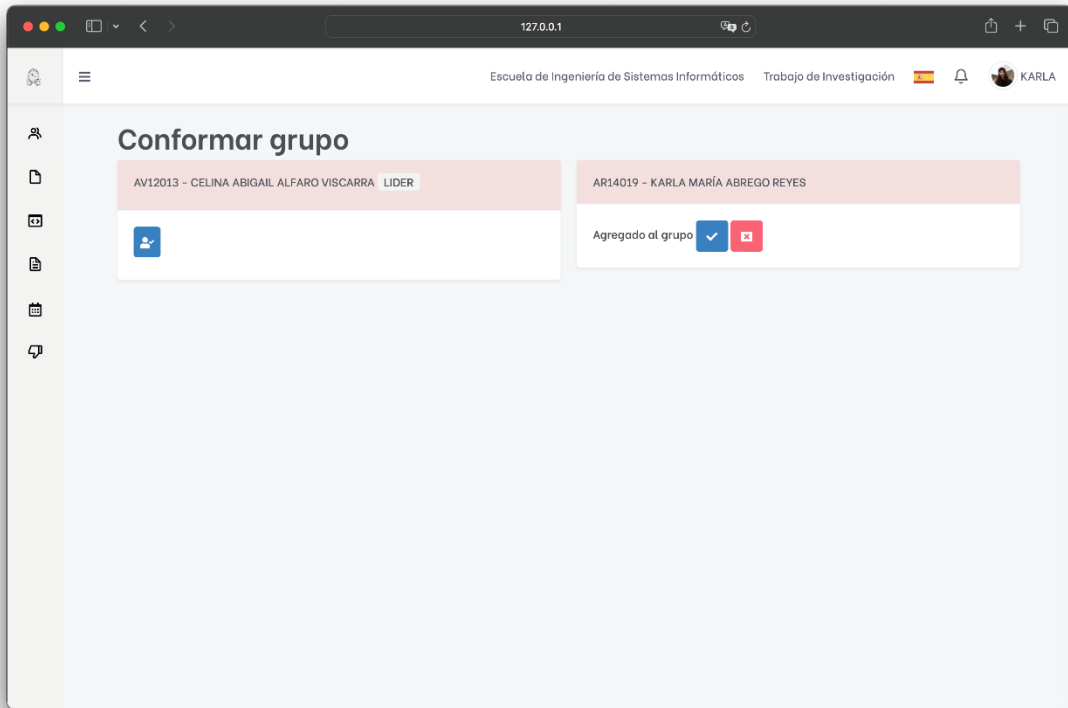 127.0.0.1
Escuela de Ingeniería de Sistemas Informáticos Trabajo de Investigación KARLA
Conformar grupo
AV12013 - CELINA ABIGAIL ALFARO VISCARRA LIDER
AR14019 - KARLA MARÍA ABREGO REYES
Agregado al grupo